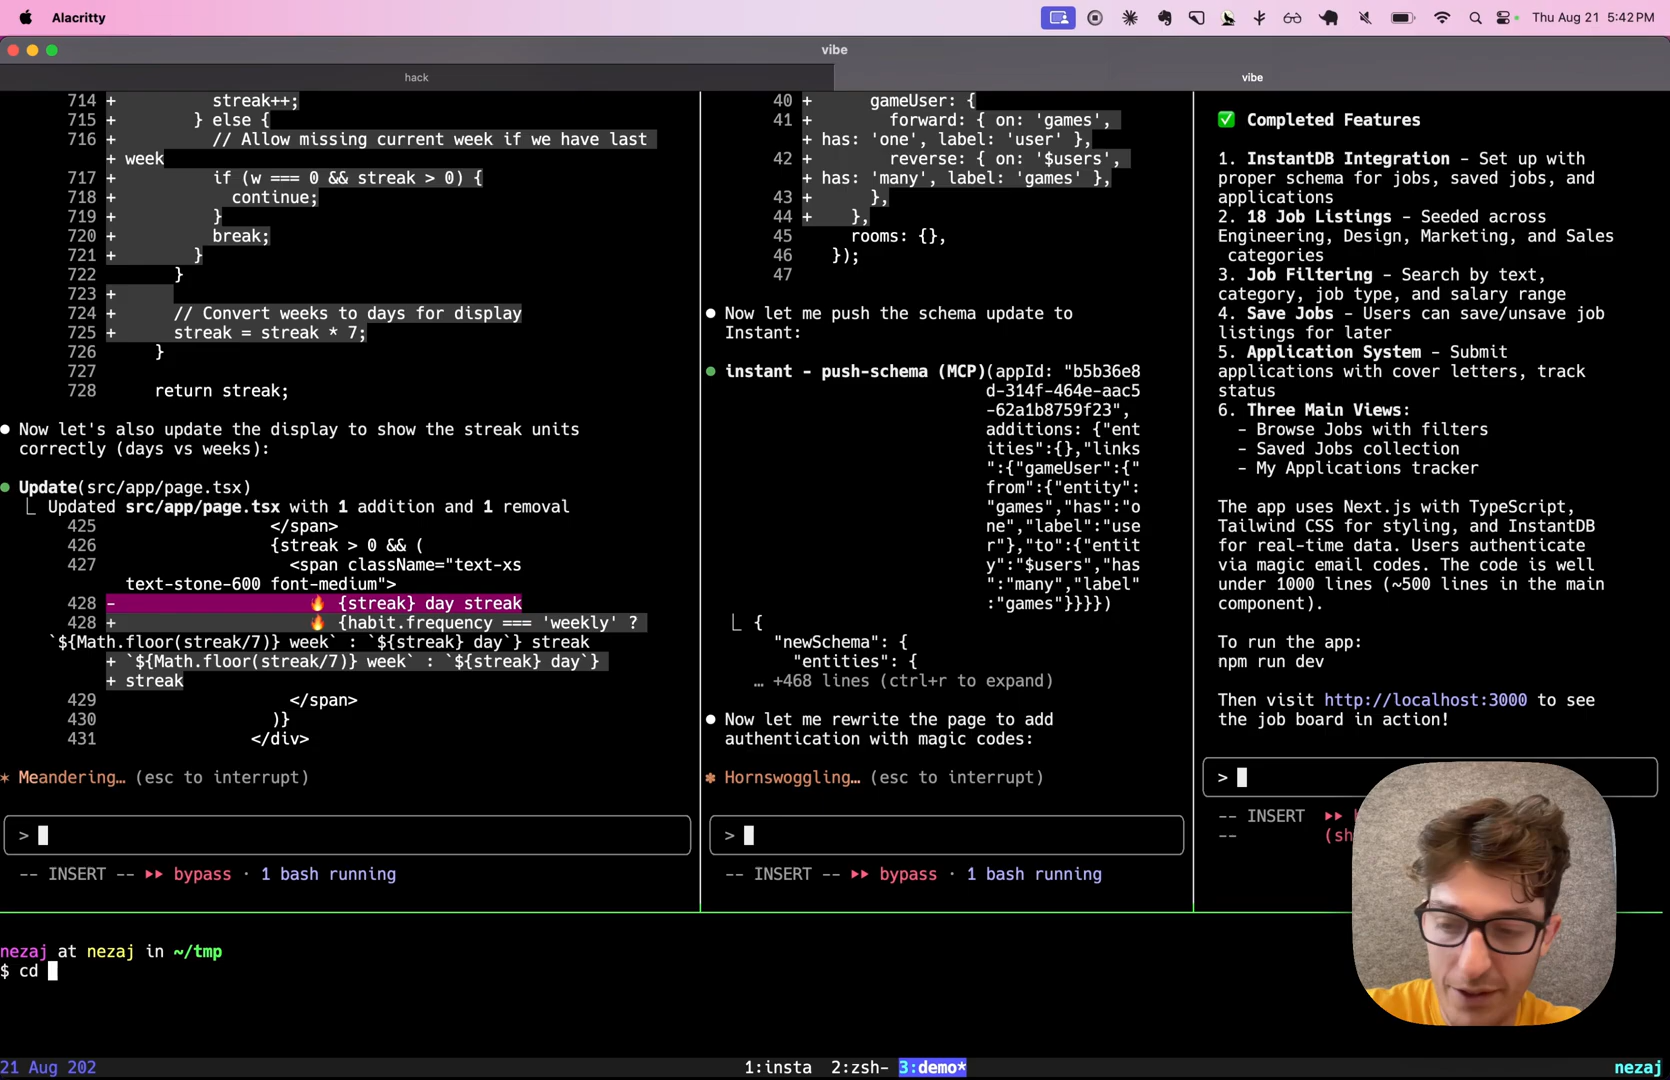 Alacritty
Thu Aug 21 5:42 PM
vibe
hack
vibe
714 + streak++;
715 + } else {
716 + // Allow missing current week if we have last
+ week
717 + if (w === 0 && streak > 0) {
718 + continue;
719 + }
720 + break;
721 + }
722 }
723 +
724 + // Convert weeks to days for display
725 + streak = streak * 7;
726 }
727
728 return streak;
Now let's also update the display to show the streak units
correctly (days vs weeks):
Update(src/app/page.tsx)
Updated src/app/page.tsx with 1 addition and 1 removal
425 </span>
426 {streak > 0 && (
427 <span className="text-xs
text-stone-600 font-medium">
428 - 🔥 {streak} day streak
428 + 🔥 {habit.frequency === 'weekly' ?
`${Math.floor(streak/7)} week` : `${streak} day`} streak
+ `${Math.floor(streak/7)} week` : `${streak} day`}
+ streak
429 </span>
430 )}
431 </div>
* Meandering… (esc to interrupt)
>
-- INSERT -- ⏵⏵ bypass · 1 bash running
40 + gameUser: {
41 + forward: { on: 'games',
+ has: 'one', label: 'user' },
42 + reverse: { on: '$users',
+ has: 'many', label: 'games' },
43 + },
44 + },
45 rooms: {},
46 });
47
Now let me push the schema update to
Instant:
instant - push-schema (MCP)(appId: "b5b36e8
d-314f-464e-aac5
-62a1b8759f23",
additions: {"ent
ities":{},"links
":{"gameUser":{"
from":{"entity":
"games","has":"o
ne","label":"use
r"},"to":{"entit
y":"$users","has
":"many","label"
:"games"}}}})
{
"newSchema": {
"entities": {
… +468 lines (ctrl+r to expand)
Now let me rewrite the page to add
authentication with magic codes:
Hornswoggling… (esc to interrupt)
>
-- INSERT -- ⏵⏵ bypass · 1 bash running
✅ Completed Features
1. InstantDB Integration - Set up with
proper schema for jobs, saved jobs, and
applications
2. 18 Job Listings - Seeded across
Engineering, Design, Marketing, and Sales
categories
3. Job Filtering - Search by text,
category, job type, and salary range
4. Save Jobs - Users can save/unsave job
listings for later
5. Application System - Submit
applications with cover letters, track
status
6. Three Main Views:
- Browse Jobs with filters
- Saved Jobs collection
- My Applications tracker
The app uses Next.js with TypeScript,
Tailwind CSS for styling, and InstantDB
for real-time data. Users authenticate
via magic email codes. The code is well
under 1000 lines (~500 lines in the main
component).
To run the app:
npm run dev
Then visit http://localhost:3000 to see
the job board in action!
>
-- INSERT ⏵⏵
-- (sh
nezaj at nezaj in ~/tmp
$ cd
21 Aug 202
1:insta 2:zsh- 3:demo*
nezaj